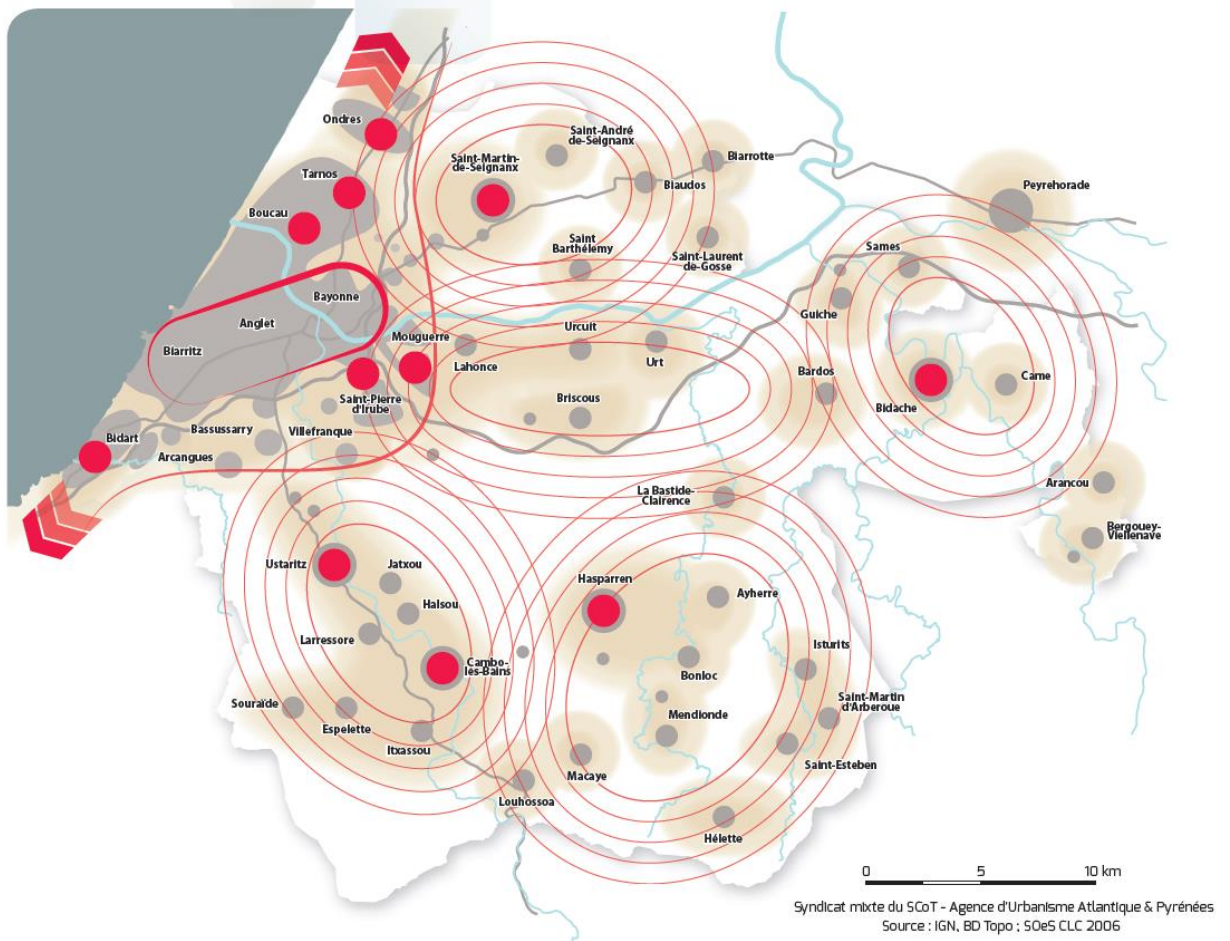 Ondres
Saint-André
de-Seignanx
Saint-Martin-
de-Seignanx
Biarrotte
Tarnos
Biaudos
Peyrehorade
Boucau
Saint
Barthélemy
Saint-Laurent
de-Gosse
Sames
Bayonne
Guiche
Anglet
Urcuit
Mouguerre
Biarritz
Lahonce
Urt
Bardos
Came
Briscous
Bidache
Saint-Pierre
d'Irube
Bidart
Bassussarry
Villefranque
Arcangues
Arancou
La Bastide-
Clairence
Bergouey-
Viellenave
Ustaritz
Jatxou
Hasparren
Ayherre
Halsou
Larressore
Isturits
Cambo-
les-Bains
Bonloc
Souraïde
Saint-Martin
d'Arberoue
Mendionde
Espelette
Itxassou
Saint-Esteben
Macaye
Louhossoa
Hélette
0 5 10 km
Syndicat mixte du SCoT - Agence d'Urbanisme Atlantique & Pyrénées
Source : IGN, BD Topo ; SOeS CLC 2006